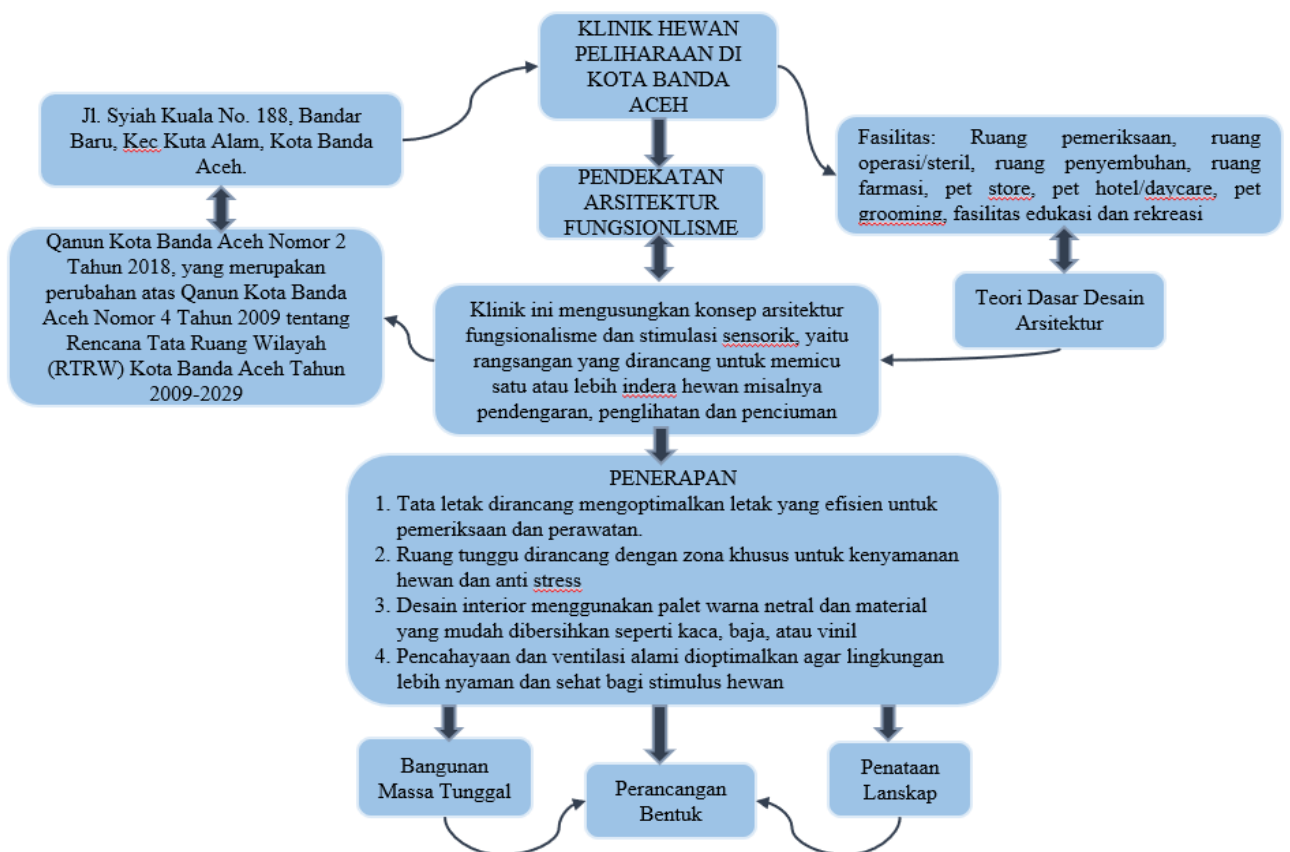 KLINIK HEWAN
PELIHARAAN DI
KOTA BANDA
ACEH
Jl. Syiah Kuala No. 188, Bandar
Baru, Kec Kuta Alam, Kota Banda
Aceh.
Fasilitas: Ruang pemeriksaan, ruang
operasi/steril, ruang penyembuhan, ruang
farmasi, pet store, pet hotel/daycare, pet
grooming, fasilitas edukasi dan rekreasi
PENDEKATAN
ARSITEKTUR
FUNGSIONLISME
Qanun Kota Banda Aceh Nomor 2
Tahun 2018, yang merupakan
perubahan atas Qanun Kota Banda
Aceh Nomor 4 Tahun 2009 tentang
Rencana Tata Ruang Wilayah
(RTRW) Kota Banda Aceh Tahun
2009-2029
Klinik ini mengusungkan konsep arsitektur
fungsionalisme dan stimulasi sensorik, yaitu
rangsangan yang dirancang untuk memicu
satu atau lebih indera hewan misalnya
pendengaran, penglihatan dan penciuman
Teori Dasar Desain
Arsitektur
PENERAPAN
1. Tata letak dirancang mengoptimalkan letak yang efisien untuk
pemeriksaan dan perawatan.
2. Ruang tunggu dirancang dengan zona khusus untuk kenyamanan
hewan dan anti stress
3. Desain interior menggunakan palet warna netral dan material
yang mudah dibersihkan seperti kaca, baja, atau vinil
4. Pencahayaan dan ventilasi alami dioptimalkan agar lingkungan
lebih nyaman dan sehat bagi stimulus hewan
Bangunan
Massa Tunggal
Perancangan
Bentuk
Penataan
Lanskap